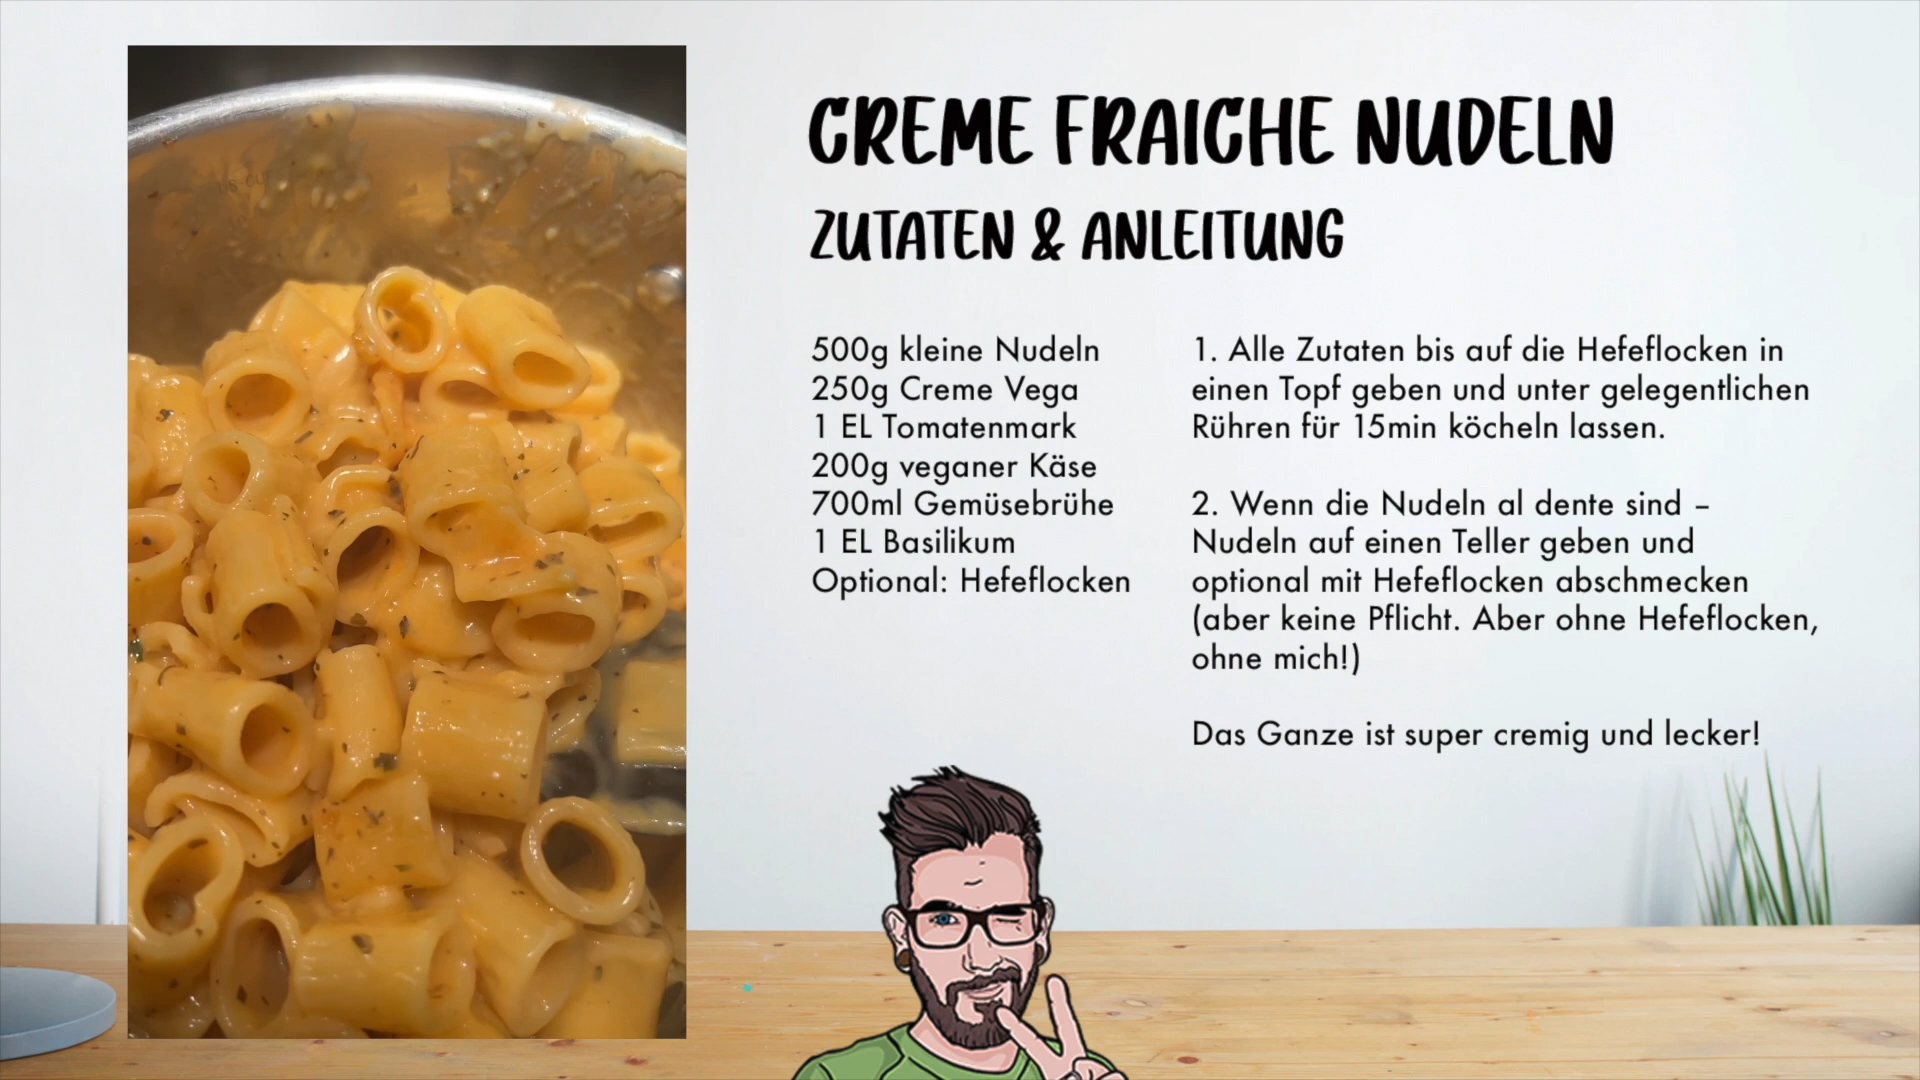 CREME FRAICHE NUDELN
ZUTATEN & ANLEITUNG
500g kleine Nudeln
250g Creme Vega
1 EL Tomatenmark
200g veganer Käse
700ml Gemüsebrühe
1 EL Basilikum
Optional: Hefeflocken
1. Alle Zutaten bis auf die Hefeflocken in
einen Topf geben und unter gelegentlichen
Rühren für 15min köcheln lassen.
2. Wenn die Nudeln al dente sind –
Nudeln auf einen Teller geben und
optional mit Hefeflocken abschmecken
(aber keine Pflicht. Aber ohne Hefeflocken,
ohne mich!)
Das Ganze ist super cremig und lecker!